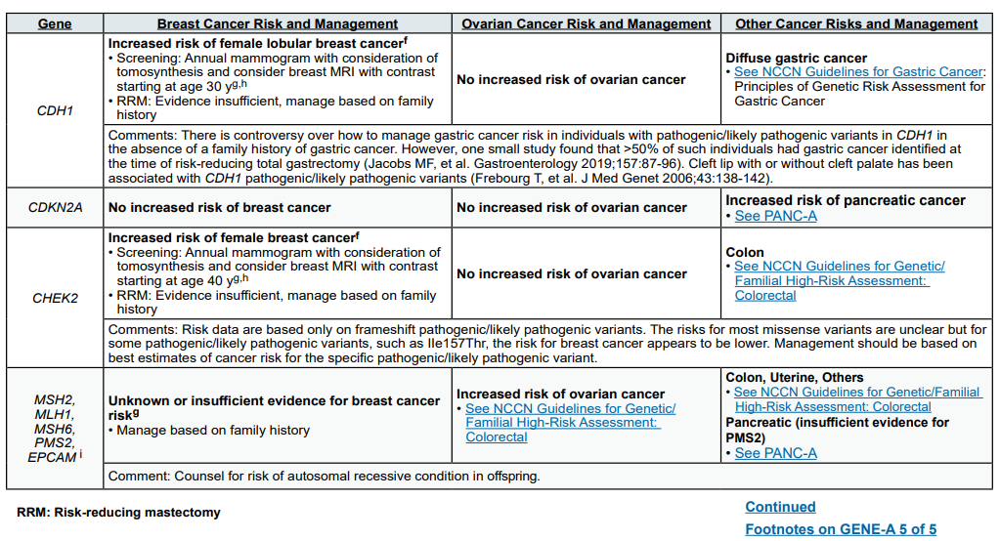 Gene
Breast Cancer Risk and Management
Ovarian Cancer Risk and Management
Other Cancer Risks and Management
CDH1
Increased risk of female lobular breast cancerf
• Screening: Annual mammogram with consideration of
tomosynthesis and consider breast MRI with contrast
starting at age 30 yg,h
• RRM: Evidence insufficient, manage based on family
history
No increased risk of ovarian cancer
Diffuse gastric cancer
• See NCCN Guidelines for Gastric Cancer:
Principles of Genetic Risk Assessment for
Gastric Cancer
Comments: There is controversy over how to manage gastric cancer risk in individuals with pathogenic/likely pathogenic variants in CDH1 in
the absence of a family history of gastric cancer. However, one small study found that >50% of such individuals had gastric cancer identified at
the time of risk-reducing total gastrectomy (Jacobs MF, et al. Gastroenterology 2019;157:87-96). Cleft lip with or without cleft palate has been
associated with CDH1 pathogenic/likely pathogenic variants (Frebourg T, et al. J Med Genet 2006;43:138-142).
CDKN2A
No increased risk of breast cancer
No increased risk of ovarian cancer
Increased risk of pancreatic cancer
• See PANC-A
CHEK2
Increased risk of female breast cancerf
• Screening: Annual mammogram with consideration of
tomosynthesis and consider breast MRI with contrast
starting at age 40 yg,h
• RRM: Evidence insufficient, manage based on family
history
No increased risk of ovarian cancer
Colon
• See NCCN Guidelines for Genetic/
Familial High-Risk Assessment:
Colorectal
Comments: Risk data are based only on frameshift pathogenic/likely pathogenic variants. The risks for most missense variants are unclear but for
some pathogenic/likely pathogenic variants, such as IIe157Thr, the risk for breast cancer appears to be lower. Management should be based on
best estimates of cancer risk for the specific pathogenic/likely pathogenic variant.
MSH2,
MLH1,
MSH6,
PMS2,
EPCAM i
Unknown or insufficient evidence for breast cancer
riskg
• Manage based on family history
Increased risk of ovarian cancer
• See NCCN Guidelines for Genetic/
Familial High-Risk Assessment:
Colorectal
Colon, Uterine, Others
• See NCCN Guidelines for Genetic/Familial
High-Risk Assessment: Colorectal
Pancreatic (insufficient evidence for
PMS2)
• See PANC-A
Comment: Counsel for risk of autosomal recessive condition in offspring.
RRM: Risk-reducing mastectomy
Continued
Footnotes on GENE-A 5 of 5